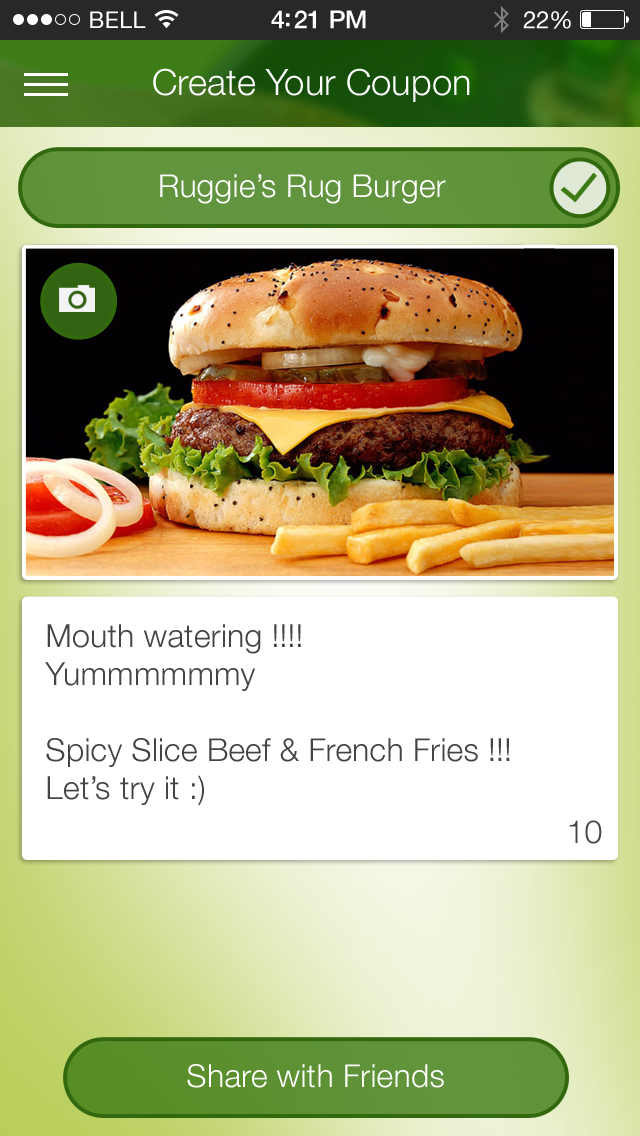 BELL 4:21 PM 22%
Create Your Coupon
Ruggie’s Rug Burger
Mouth watering !!!!
Yummmmmmy
Spicy Slice Beef & French Fries !!!
Let’s try it :)
10
Share with Friends